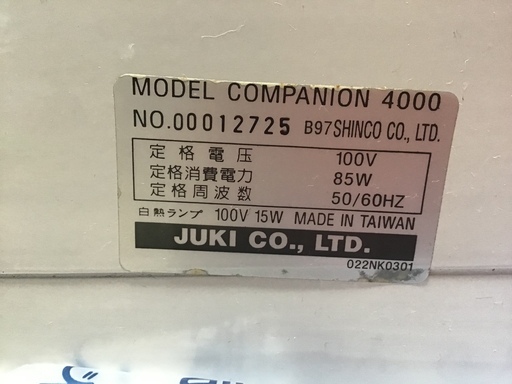 MODEL COMPANION 4000
NO.00012725 B97SHINCO CO., LTD.
定格電圧 100V
定格消費電力 85W
定格周波数 50/60HZ
白熱ランプ 100V 15W MADE IN TAIWAN
JUKI CO., LTD.
022NK0301